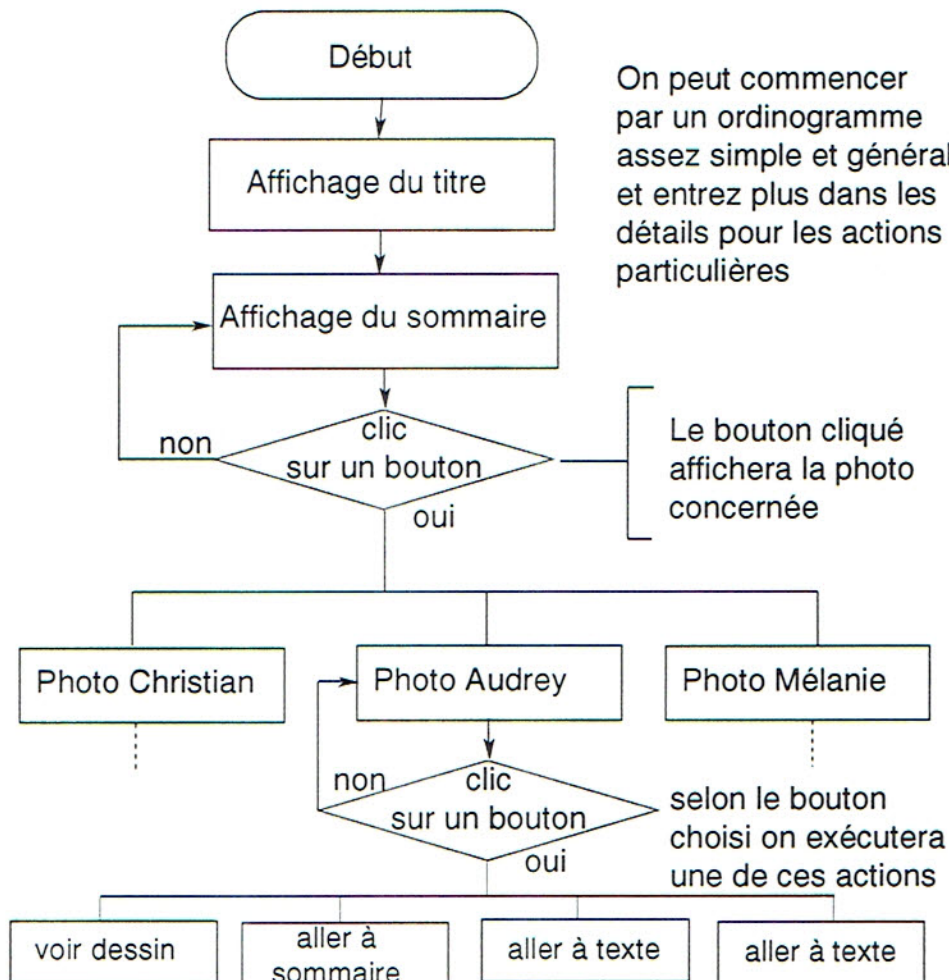 Début
On peut commencer
par un ordinogramme
assez simple et général
et entrez plus dans les
détails pour les actions
particulières
Affichage du titre
Affichage du sommaire
non
clic
sur un bouton
oui
Le bouton cliqué
affichera la photo
concernée
Photo Christian
Photo Audrey
Photo Mélanie
non
clic
sur un bouton
oui
selon le bouton
choisi on exécutera
une de ces actions
voir dessin
aller à
sommaire
aller à texte
aller à texte